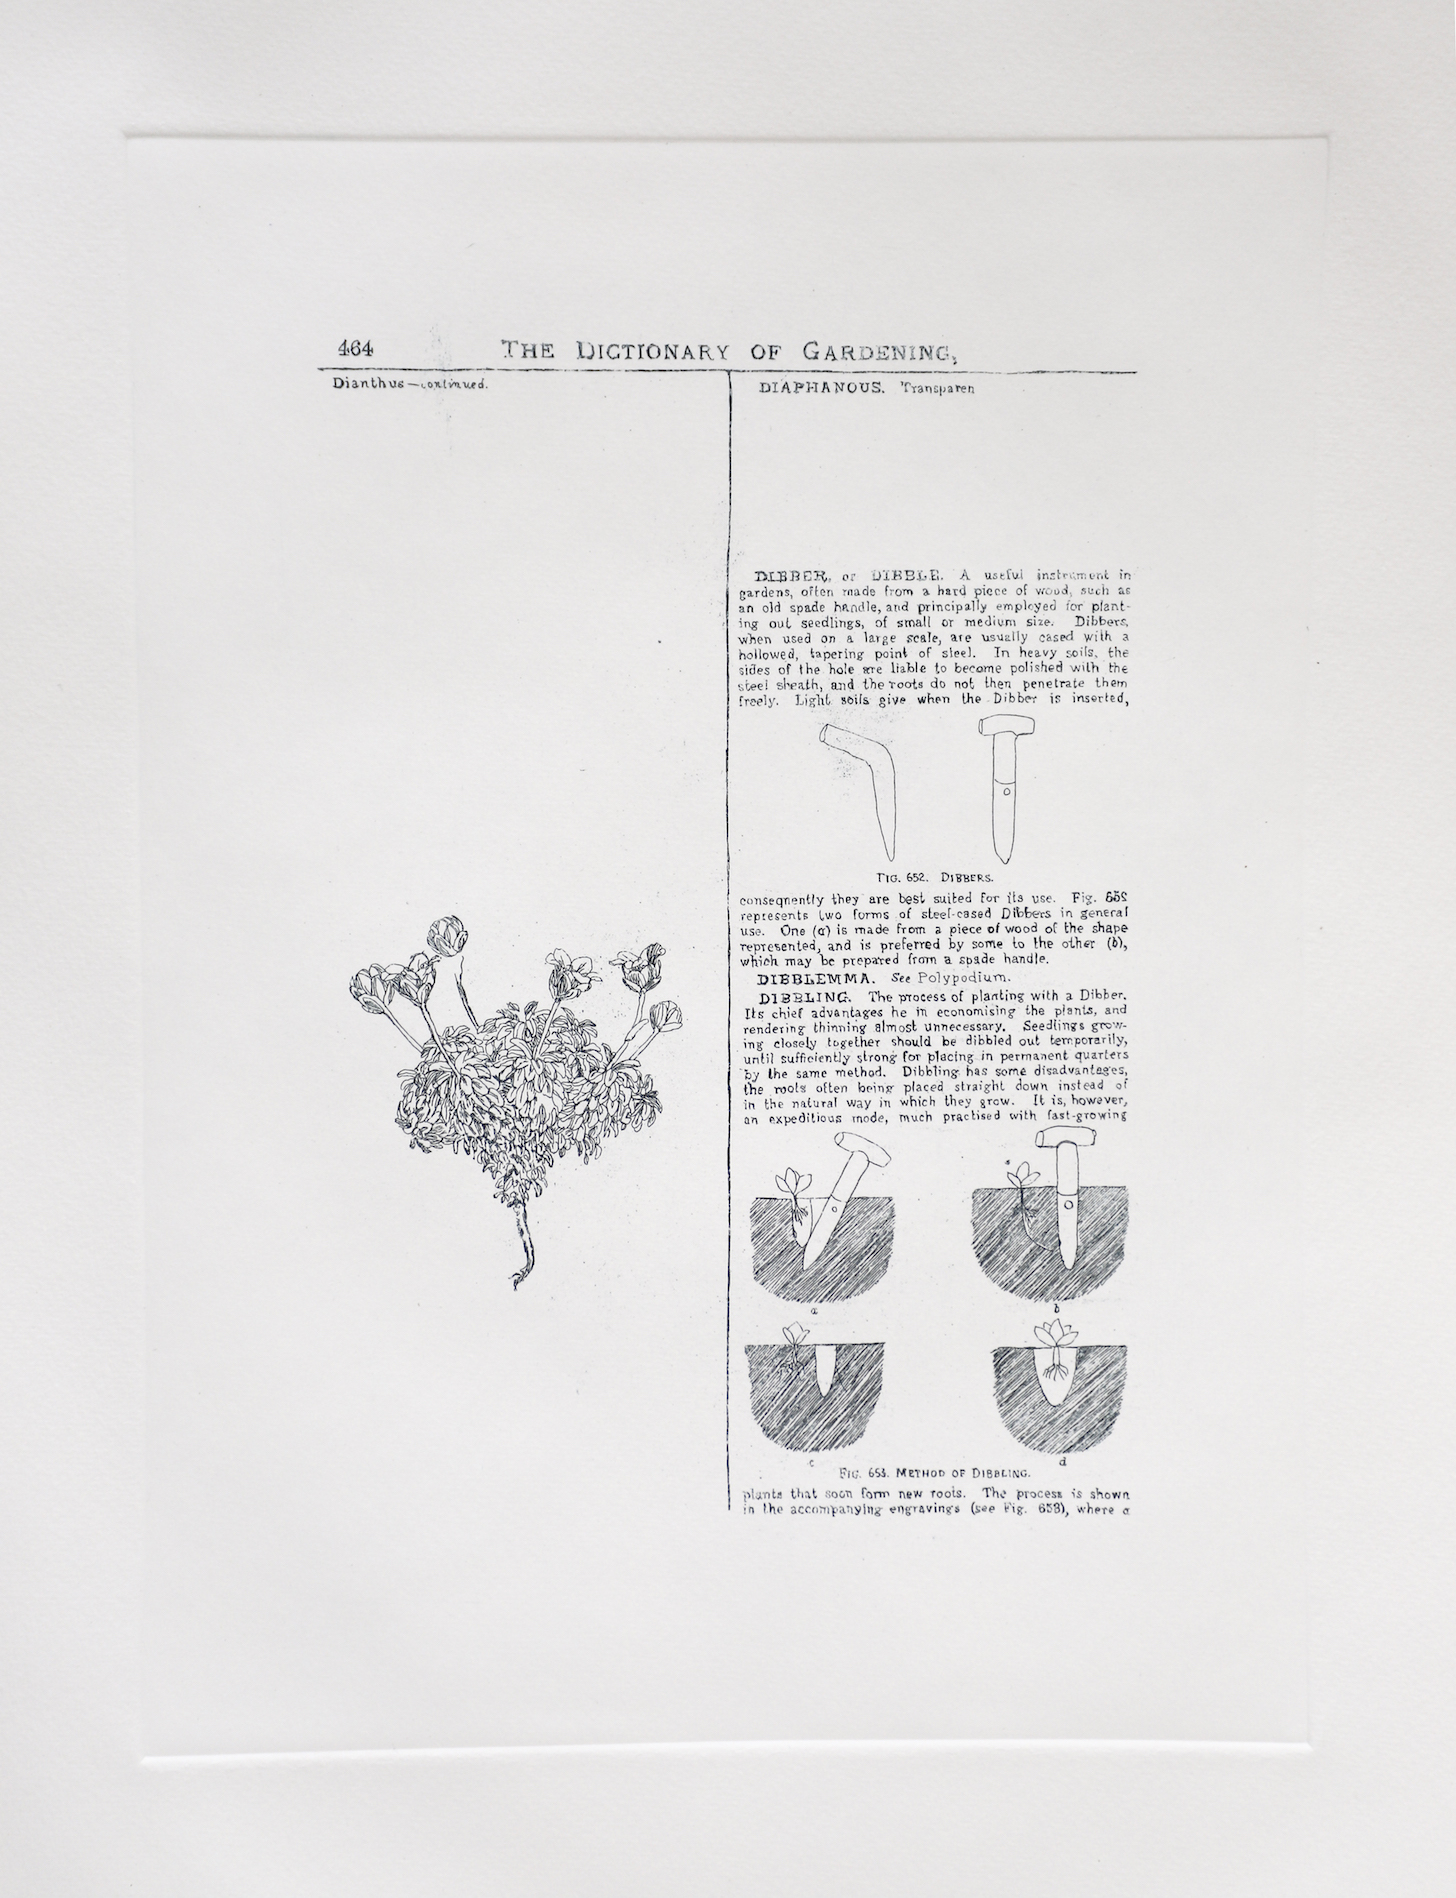 464 THE DICTIONARY OF GARDENING,
Dianthus—continued.
DIAPHANOUS. Transparen
DIBBER, or DIBBLE. A useful instrument in
gardens, often made from a hard piece of wood, such as
an old spade handle, and principally employed for plant-
ing out seedlings, of small or medium size. Dibbers,
when used on a large scale, are usually cased with a
hollowed, tapering point of steel. In heavy soils, the
sides of the hole are liable to become polished with the
steel sheath, and the roots do not then penetrate them
freely. Light soils give when the Dibber is inserted,
FIG. 652. DIBBERS.
conseqnently they are best suited for its use. Fig. 652
represents two forms of steel-cased Dibbers in general
use. One (a) is made from a piece of wood of the shape
represented, and is preferred by some to the other (b),
which may be prepared from a spade handle.
DIBBLEMMA. See Polypodium.
DIBBLING. The process of planting with a Dibber.
Its chief advantages he in economising the plants, and
rendering thinning almost unnecessary. Seedlings grow-
ing closely together should be dibbled out temporarily,
until sufficiently strong for placing in permanent quarters
by the same method. Dibbling has some disadvantages,
the roots often being placed straight down instead of
in the natural way in which they grow. It is, however,
an expeditious mode, much practised with fast-growing
a
b
c
d
FIG. 653. METHOD OF DIBBLING.
plants that soon form new roots. The process is shown
in the accompanying engravings (see Fig. 653), where a